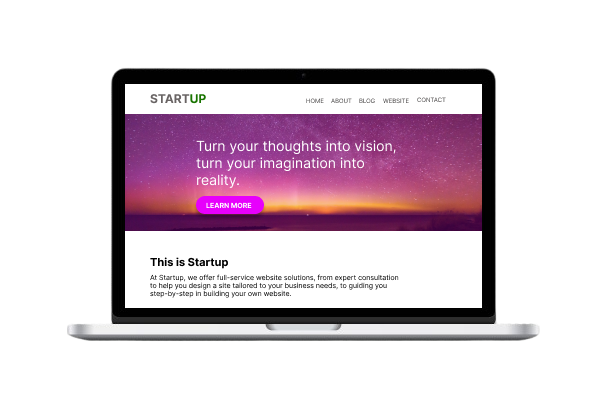 STARTUP
HOME ABOUT BLOG WEBSITE CONTACT
Turn your thoughts into vision,
turn your imagination into
reality.
LEARN MORE
This is Startup
At Startup, we offer full-service website solutions, from expert consultation
to help you design a site tailored to your business needs, to guiding you
step-by-step in building your own website.